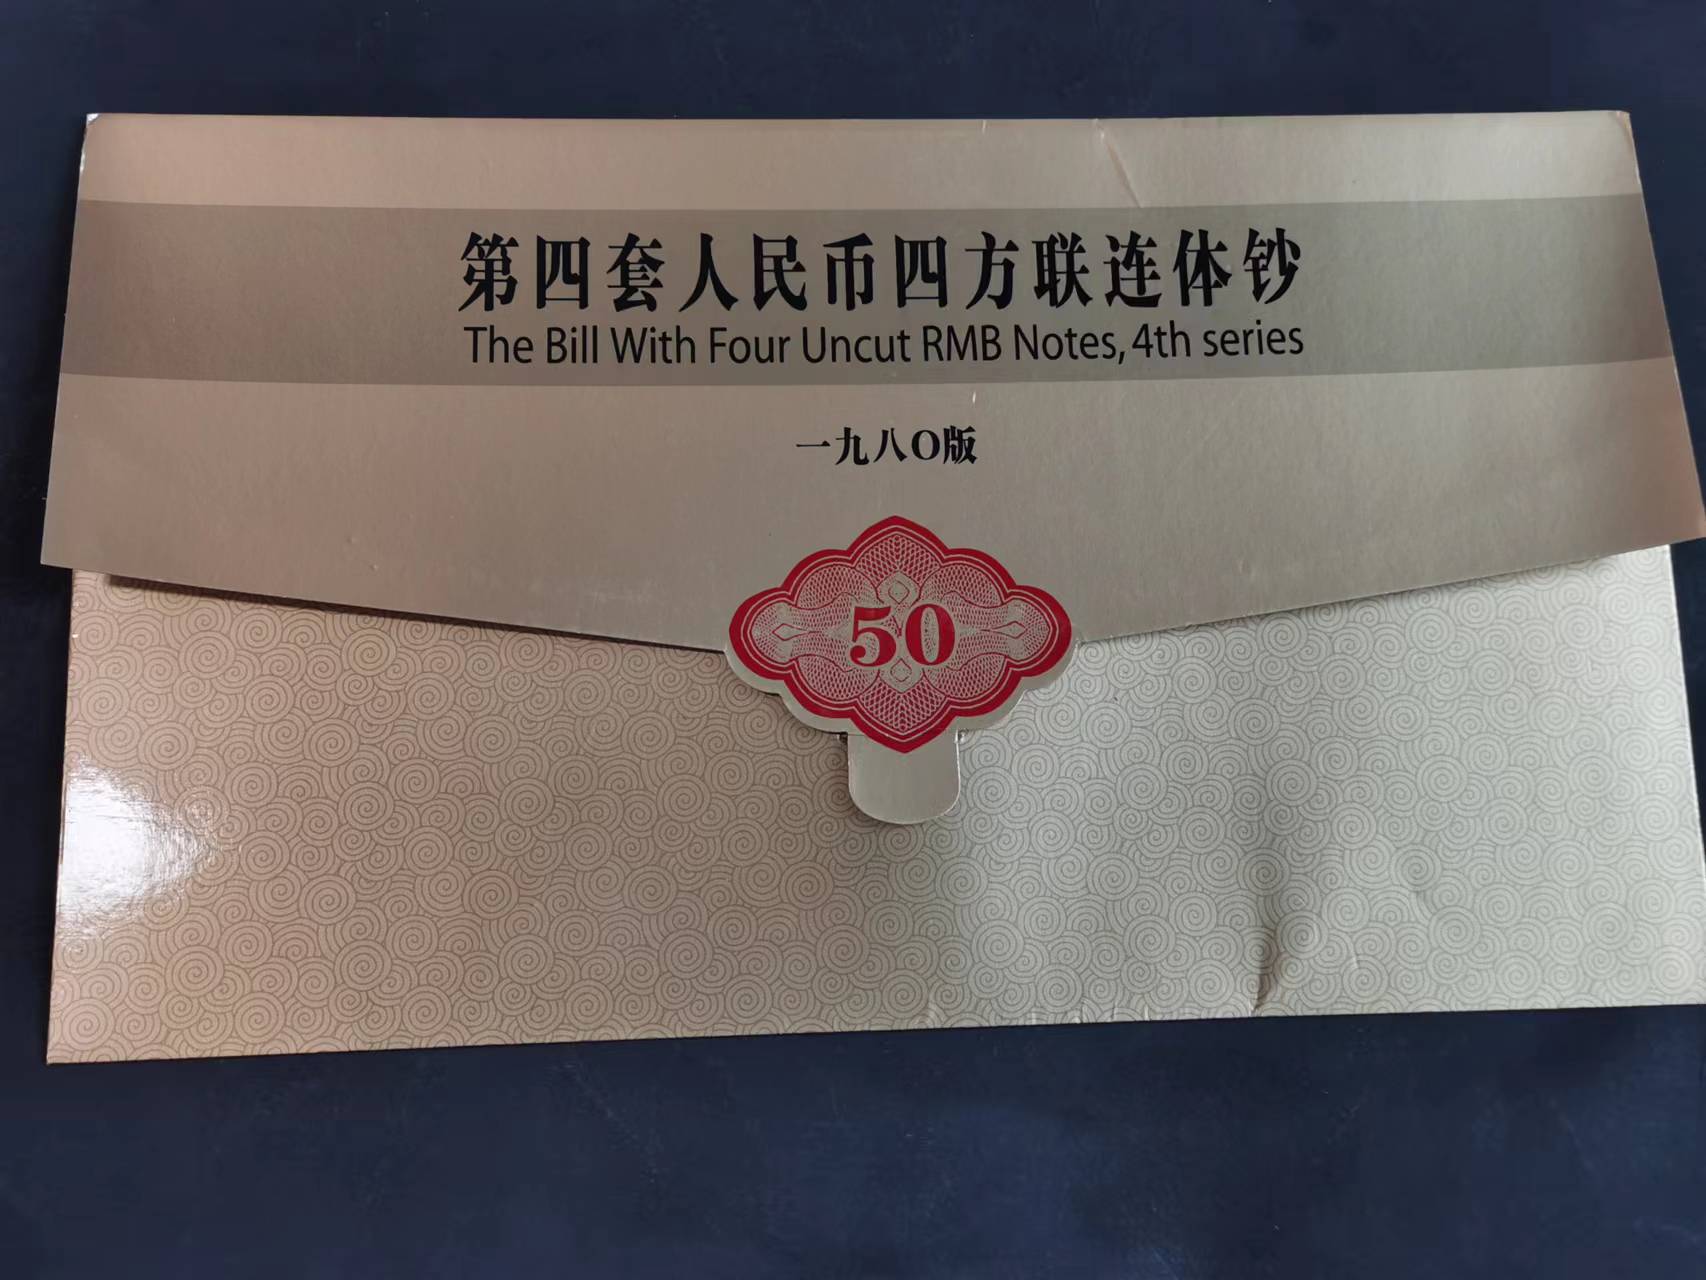 第四套人民币四方联连体钞
The Bill With Four Uncut RMB Notes, 4th series
一九八O版
50